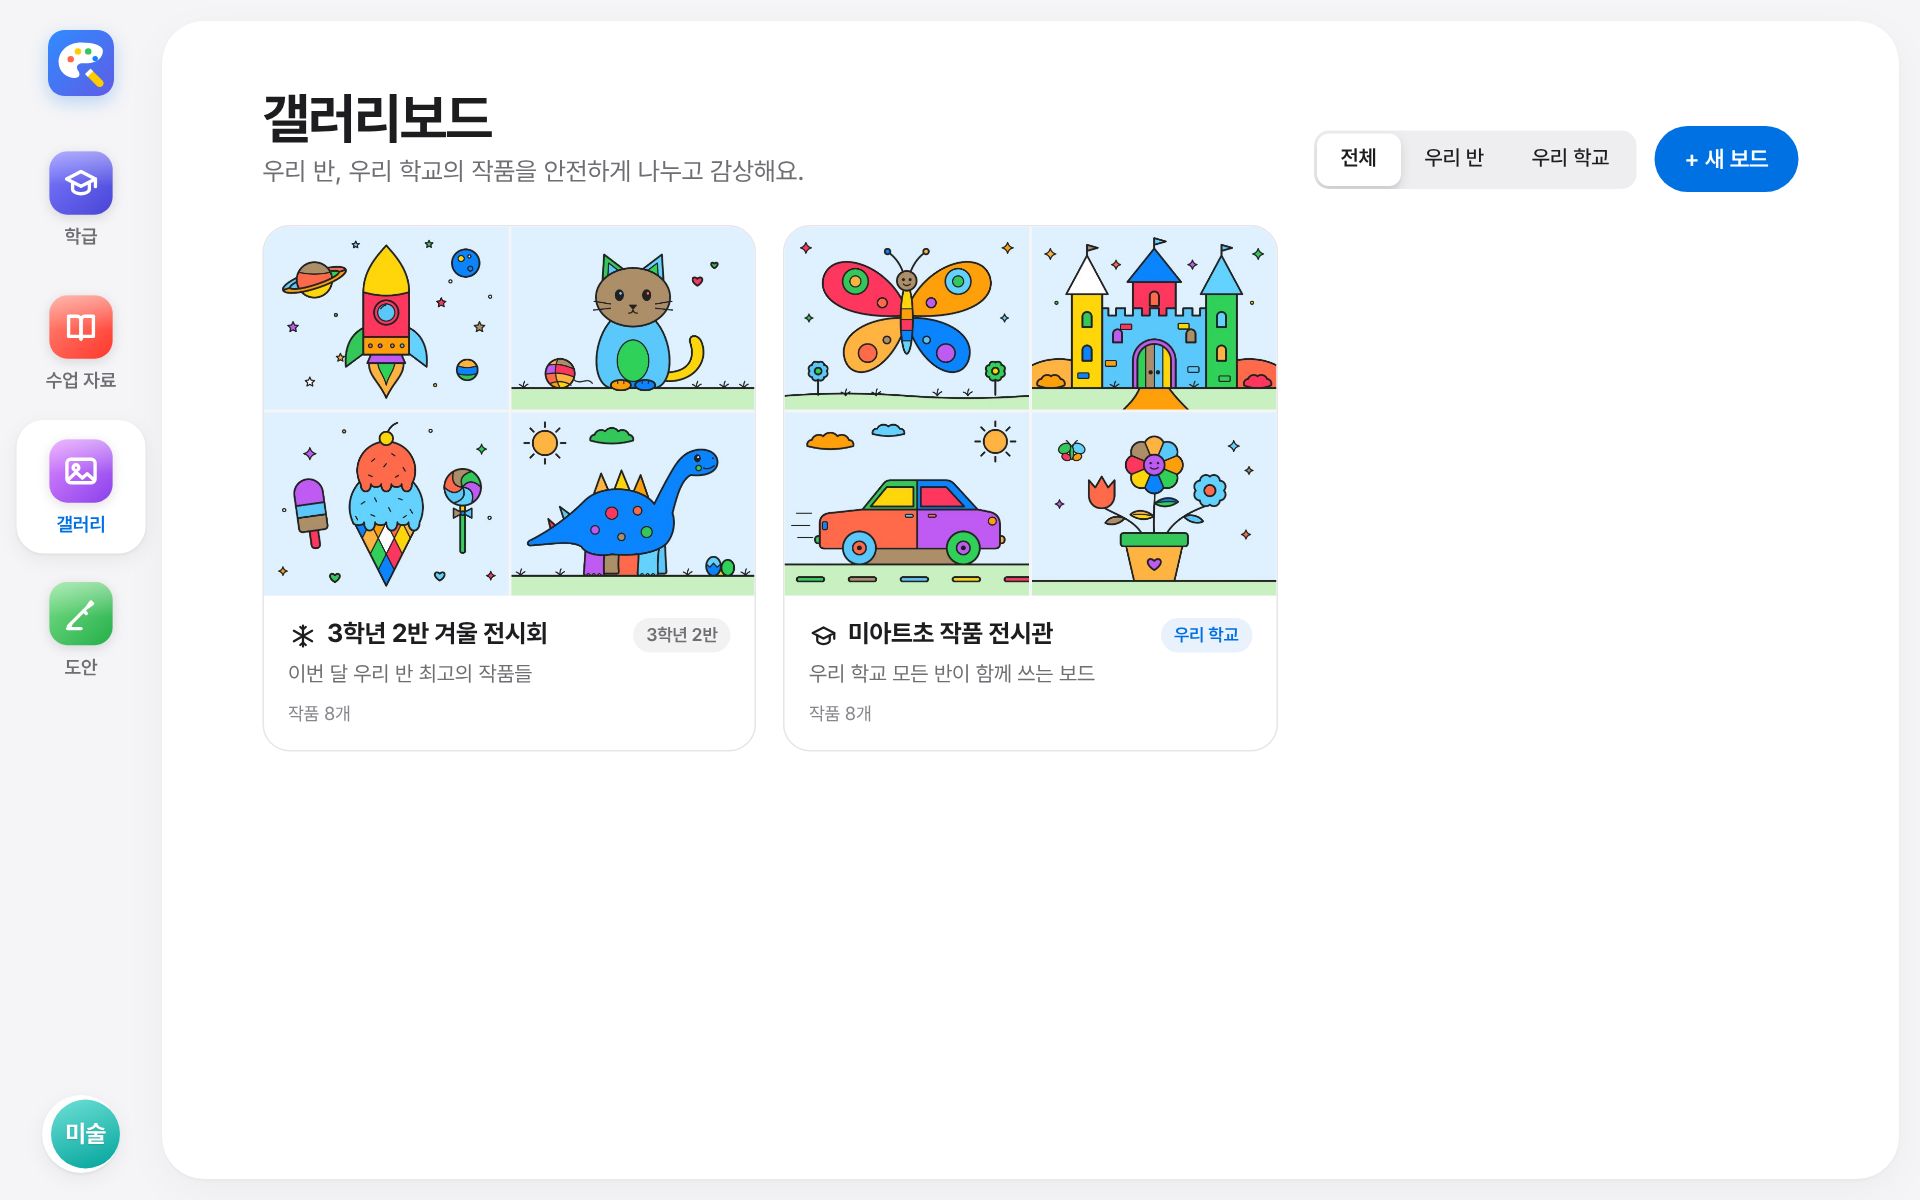 갤러리보드
우리 반, 우리 학교의 작품을 안전하게 나누고 감상해요.
전체
우리 반
우리 학교
+ 새 보드
학급
수업 자료
갤러리
도안
미술
3학년 2반 겨울 전시회
3학년 2반
이번 달 우리 반 최고의 작품들
작품 8개
미아트초 작품 전시관
우리 학교
우리 학교 모든 반이 함께 쓰는 보드
작품 8개